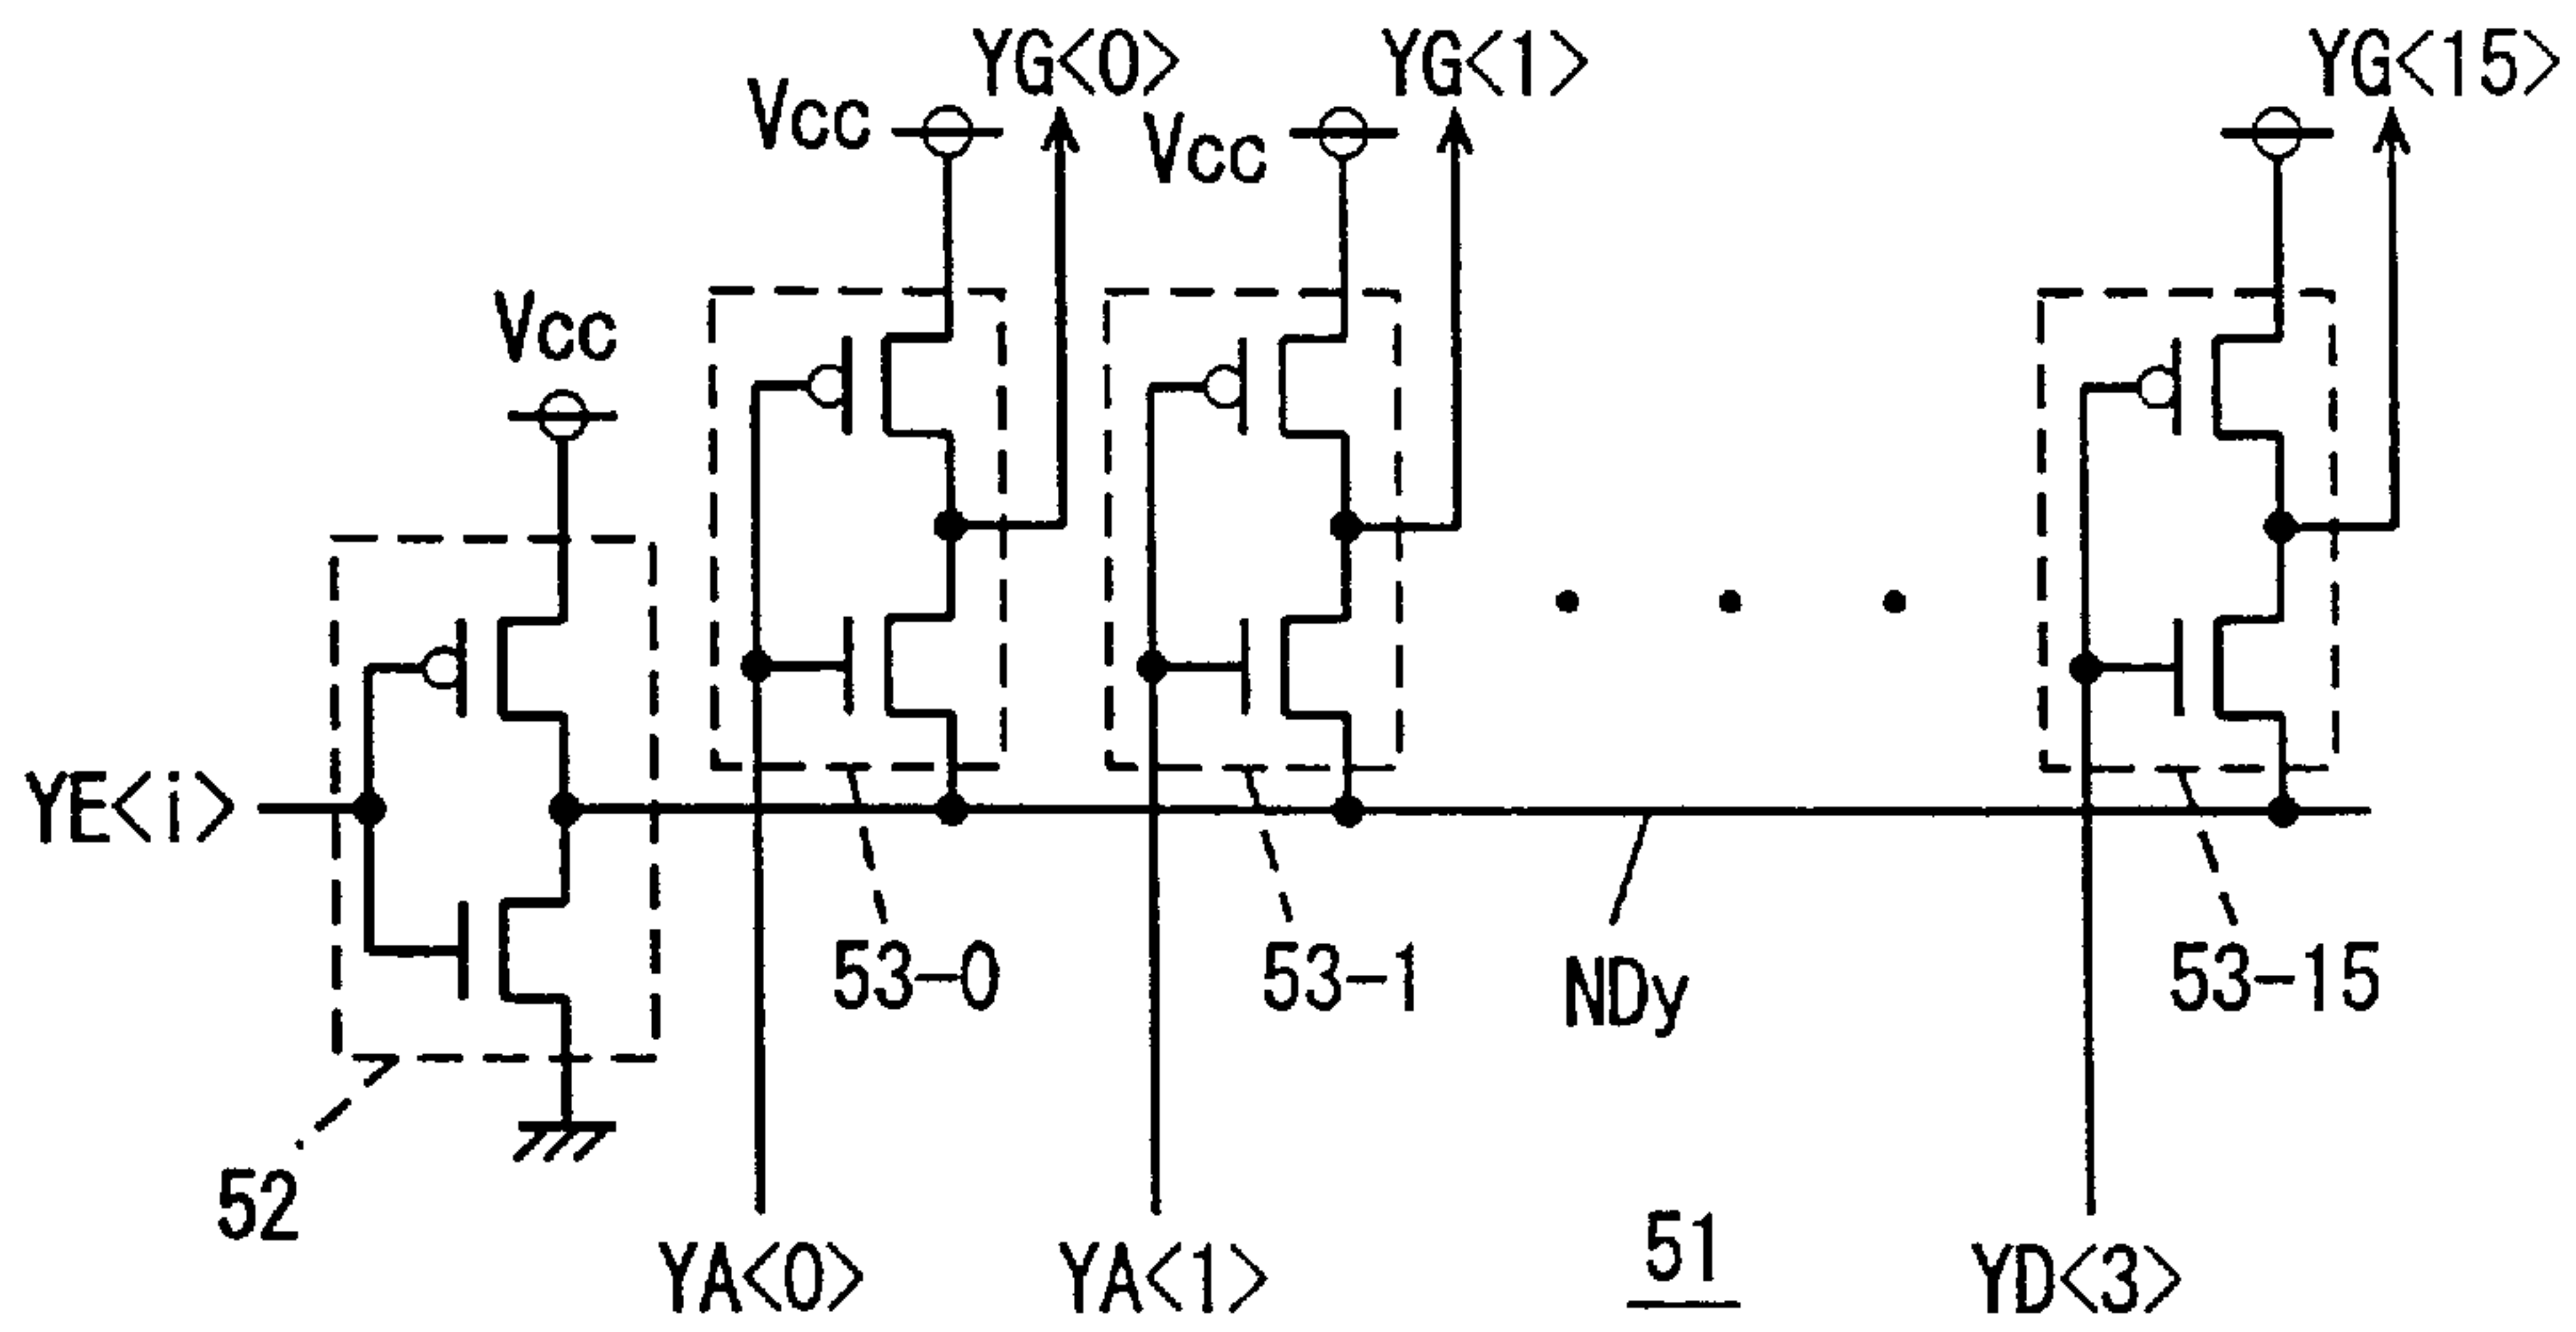 YG<0>
YG<1>
YG<15>
Vcc
Vcc
Vcc
YE<i>
53-0
53-1
NDy
53-15
52
YA<0>
YA<1>
51
YD<3>